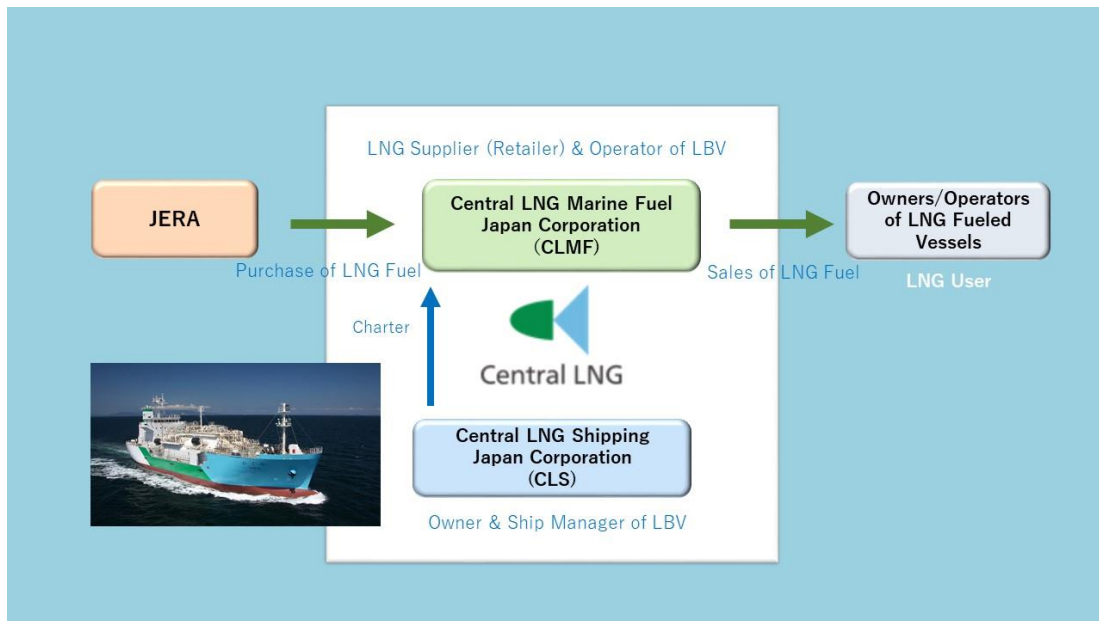 LNG Supplier (Retailer) & Operator of LBV
JERA
Central LNG Marine Fuel
Japan Corporation
(CLMF)
Owners/Operators
of LNG Fueled
Vessels
Purchase of LNG Fuel
Sales of LNG Fuel
LNG User
Charter
Central LNG
Central LNG Shipping
Japan Corporation
(CLS)
Owner & Ship Manager of LBV